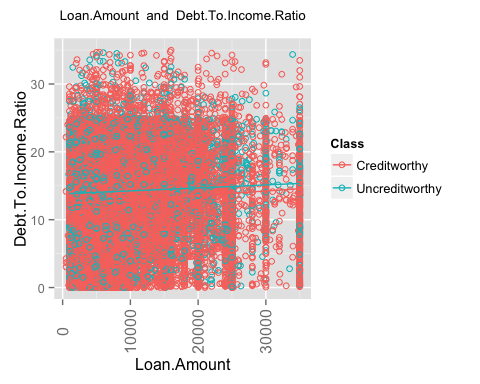 Loan.Amount and Debt.To.Income.Ratio
Debt.To.Income.Ratio
30
20
10
0
0
10000
20000
30000
Loan.Amount
Class
Creditworthy
Uncreditworthy